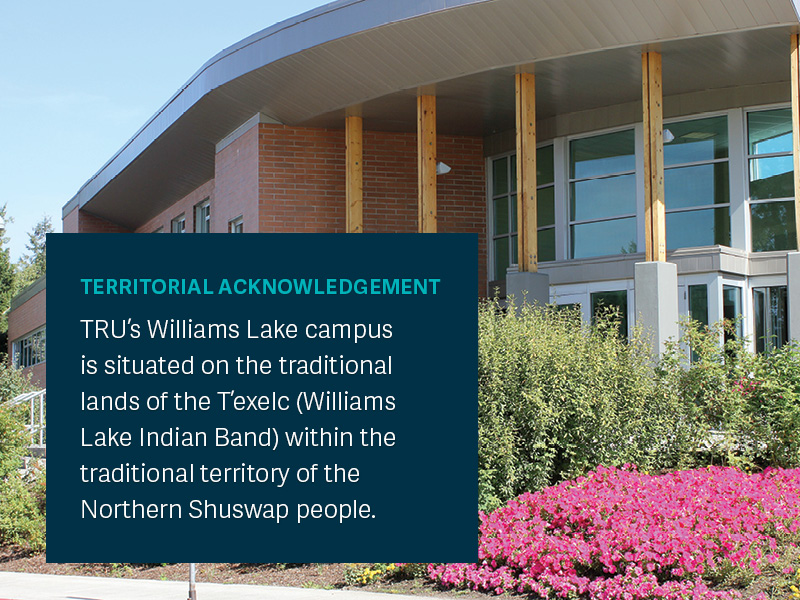 TERRITORIAL ACKNOWLEDGEMENT
TRU's Williams Lake campus
is situated on the traditional
lands of the T'exelc (Williams
Lake Indian Band) within the
traditional territory of the
Northern Shuswap people.